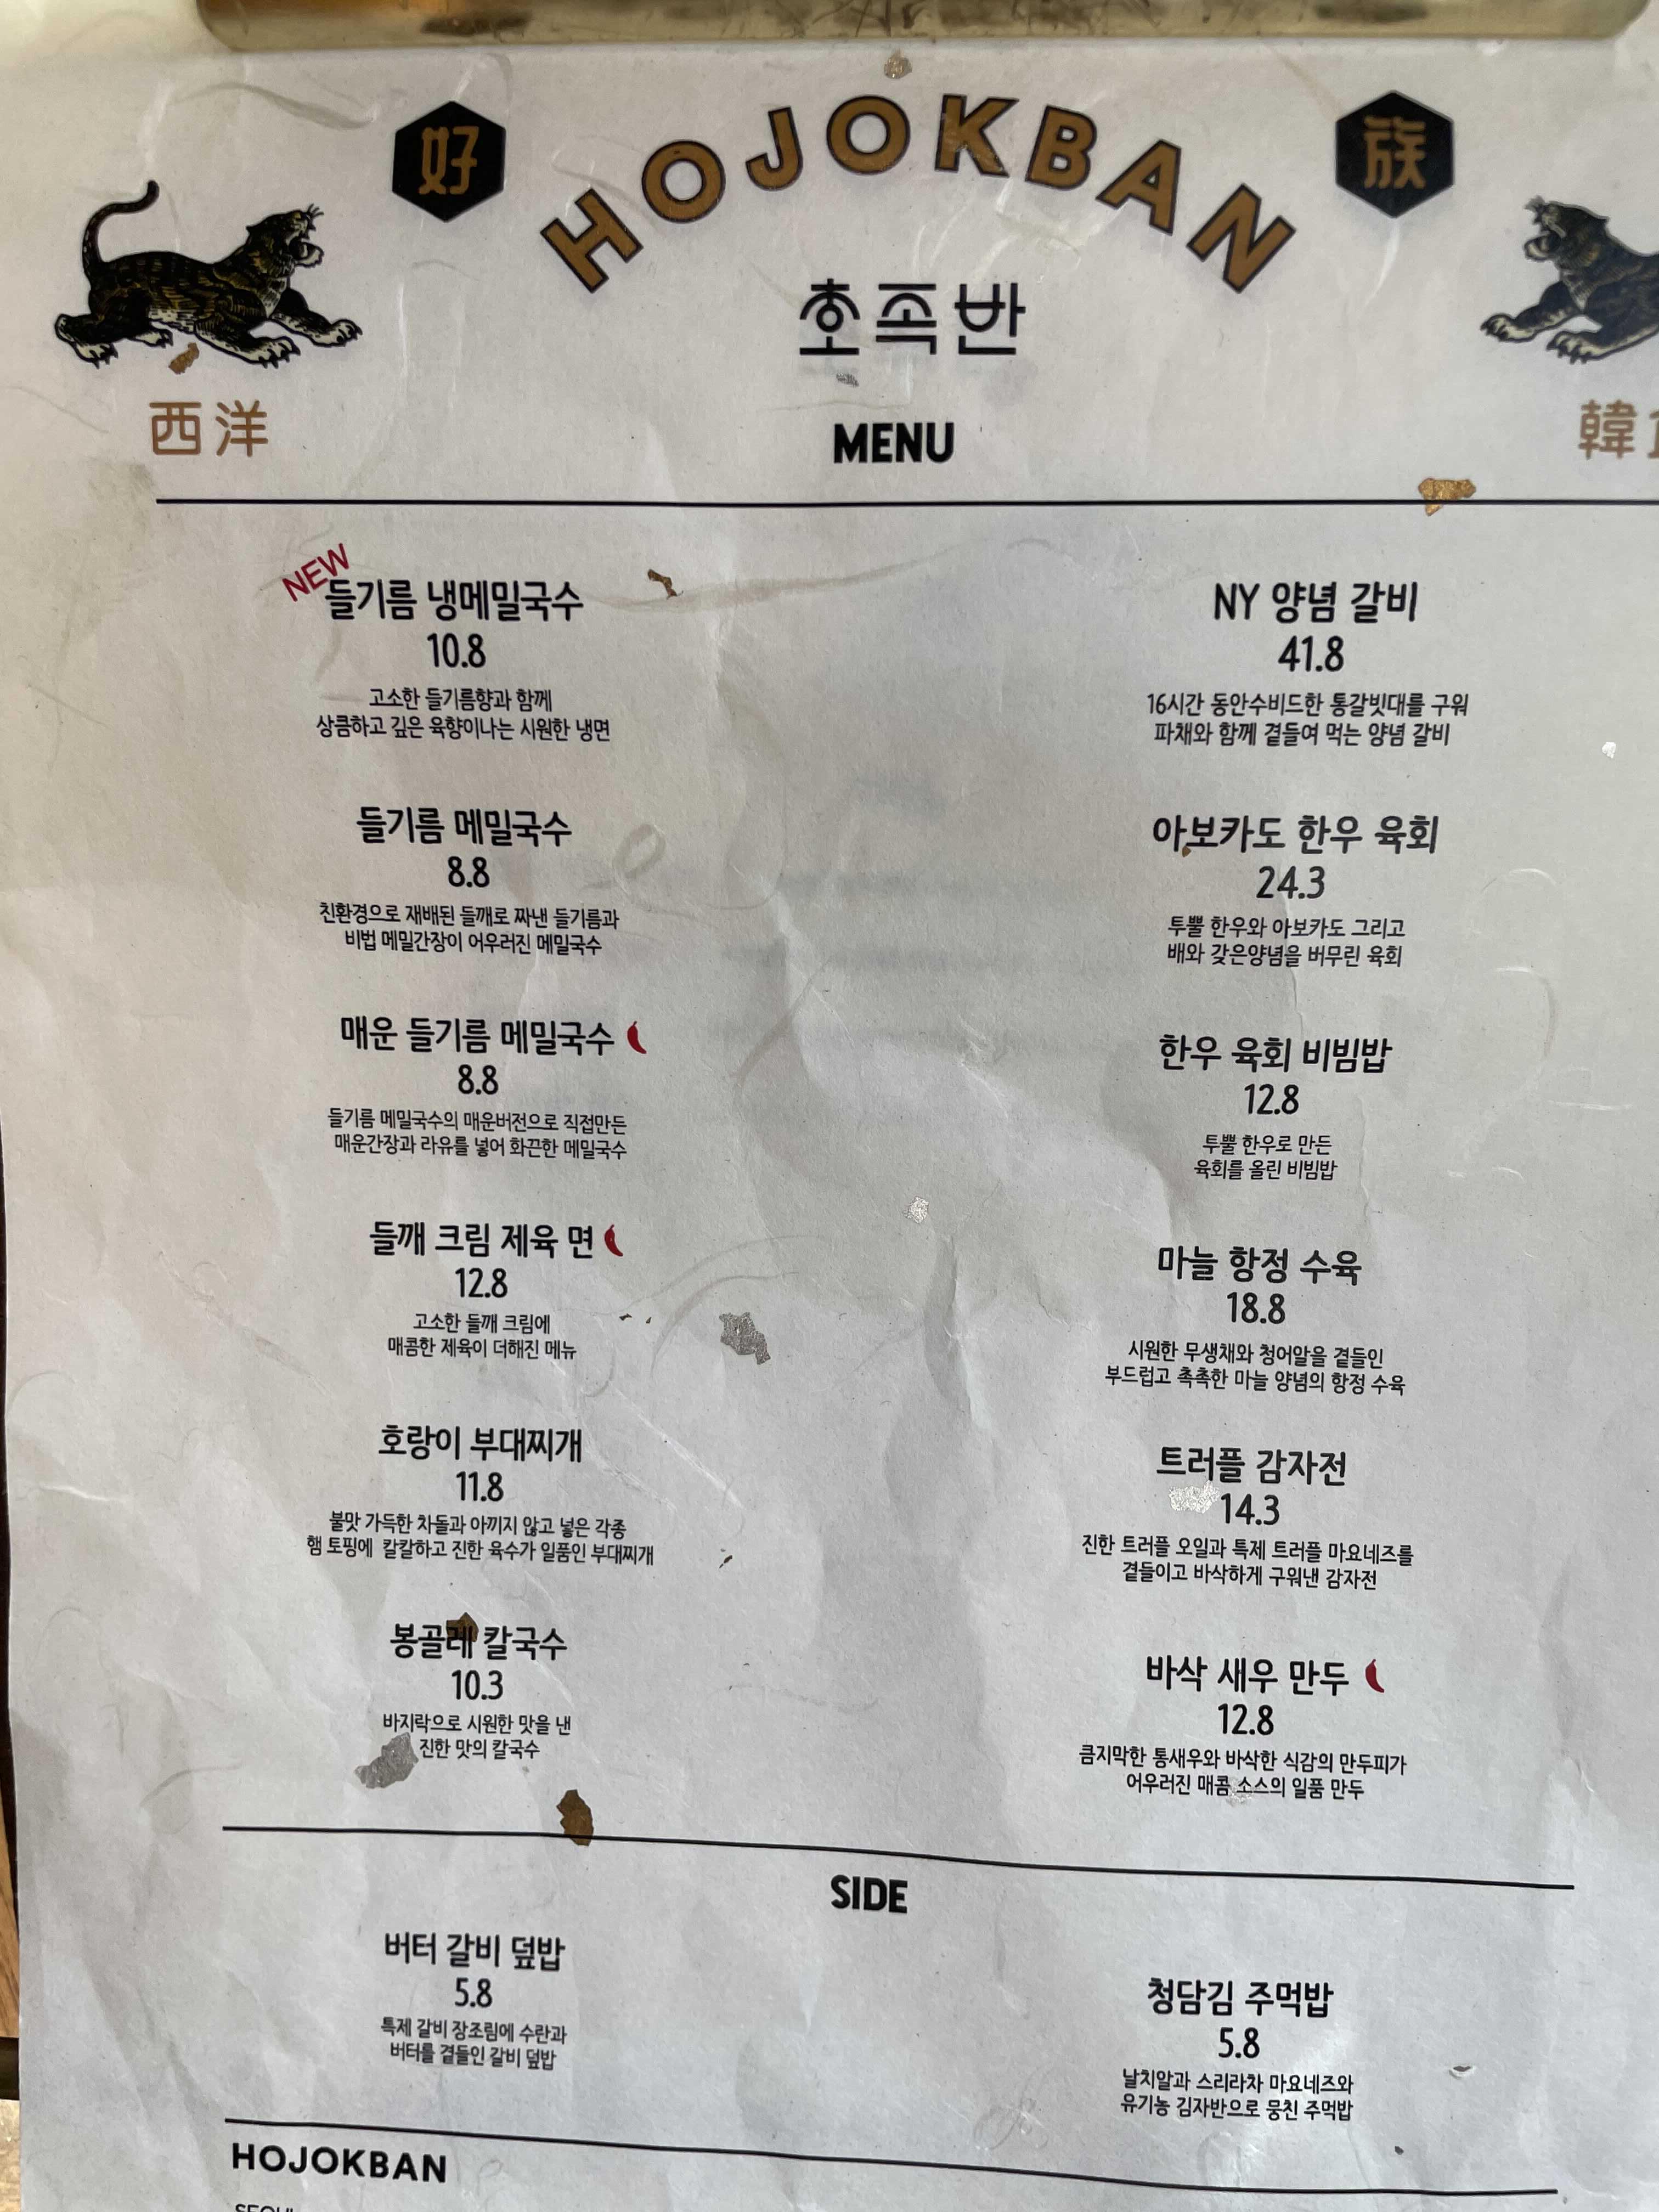 好
HOJOKBAN
族
호족반
西洋
韓
MENU
NEW
들기름 냉메밀국수
10.8
고소한 들기름향과 함께
상큼하고 깊은 육향이나는 시원한 냉면
들기름 메밀국수
8.8
친환경으로 재배된 들깨로 짜낸 들기름과
비법 메밀간장이 어우러진 메밀국수
매운 들기름 메밀국수
8.8
들기름 메밀국수의 매운버전으로 직접만든
매운간장과 라유를 넣어 화끈한 메밀국수
들깨 크림 제육 면
12.8
고소한 들깨 크림에
매콤한 제육이 더해진 메뉴
호랑이 부대찌개
11.8
불맛 가득한 차돌과 아끼지 않고 넣은 각종
햄 토핑에 칼칼하고 진한 육수가 일품인 부대찌개
봉골레 칼국수
10.3
바지락으로 시원한 맛을 낸
진한 맛의 칼국수
NY 양념 갈비
41.8
16시간 동안수비드한 통갈빗대를 구워
파채와 함께 곁들여 먹는 양념 갈비
아보카도 한우 육회
24.3
투뿔 한우와 아보카도 그리고
배와 갖은양념을 버무린 육회
한우 육회 비빔밥
12.8
투뿔 한우로 만든
육회를 올린 비빔밥
마늘 항정 수육
18.8
시원한 무생채와 청어알을 곁들인
부드럽고 촉촉한 마늘 양념의 항정 수육
트러플 감자전
14.3
진한 트러플 오일과 특제 트러플 마요네즈를
곁들이고 바삭하게 구워낸 감자전
바삭 새우 만두
12.8
큼지막한 통새우와 바삭한 식감의 만두피가
어우러진 매콤 소스의 일품 만두
SIDE
버터 갈비 덮밥
5.8
특제 갈비 장조림에 수란과
버터를 곁들인 갈비 덮밥
청담김 주먹밥
5.8
날치알과 스리라차 마요네즈와
유기농 김자반으로 뭉친 주먹밥
HOJOKBAN